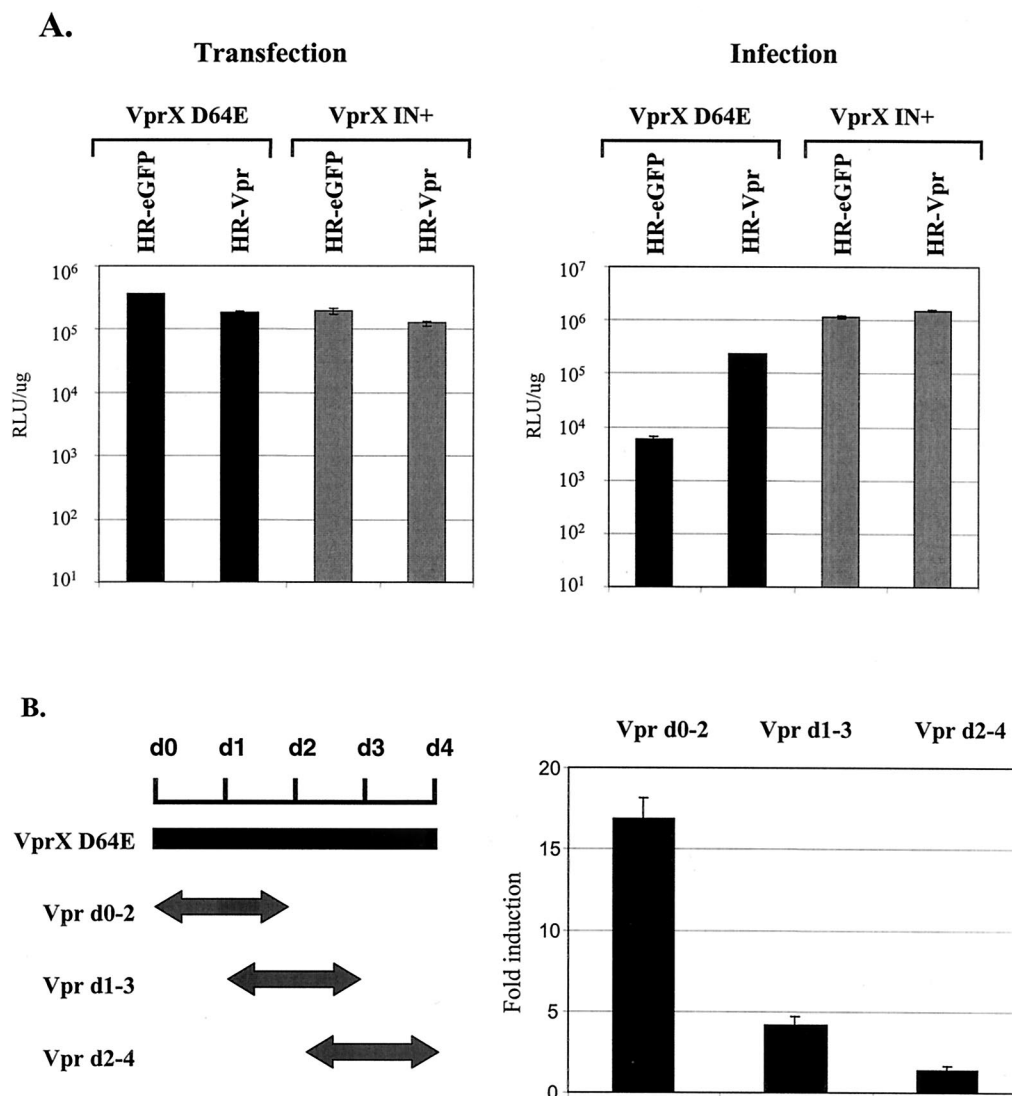 A.
Transfection
VprX D64E VprX IN+
HR-eGFP HR-Vpr HR-eGFP HR-Vpr
10⁶
10⁵
10⁴
10³
10²
10¹
RLU/ug
Infection
VprX D64E VprX IN+
HR-eGFP HR-Vpr HR-eGFP HR-Vpr
10⁷
10⁶
10⁵
10⁴
10³
10²
10¹
RLU/ug
B.
d0 d1 d2 d3 d4
VprX D64E
Vpr d0-2
Vpr d1-3
Vpr d2-4
Vpr d0-2 Vpr d1-3 Vpr d2-4
20
15
10
5
0
Fold induction